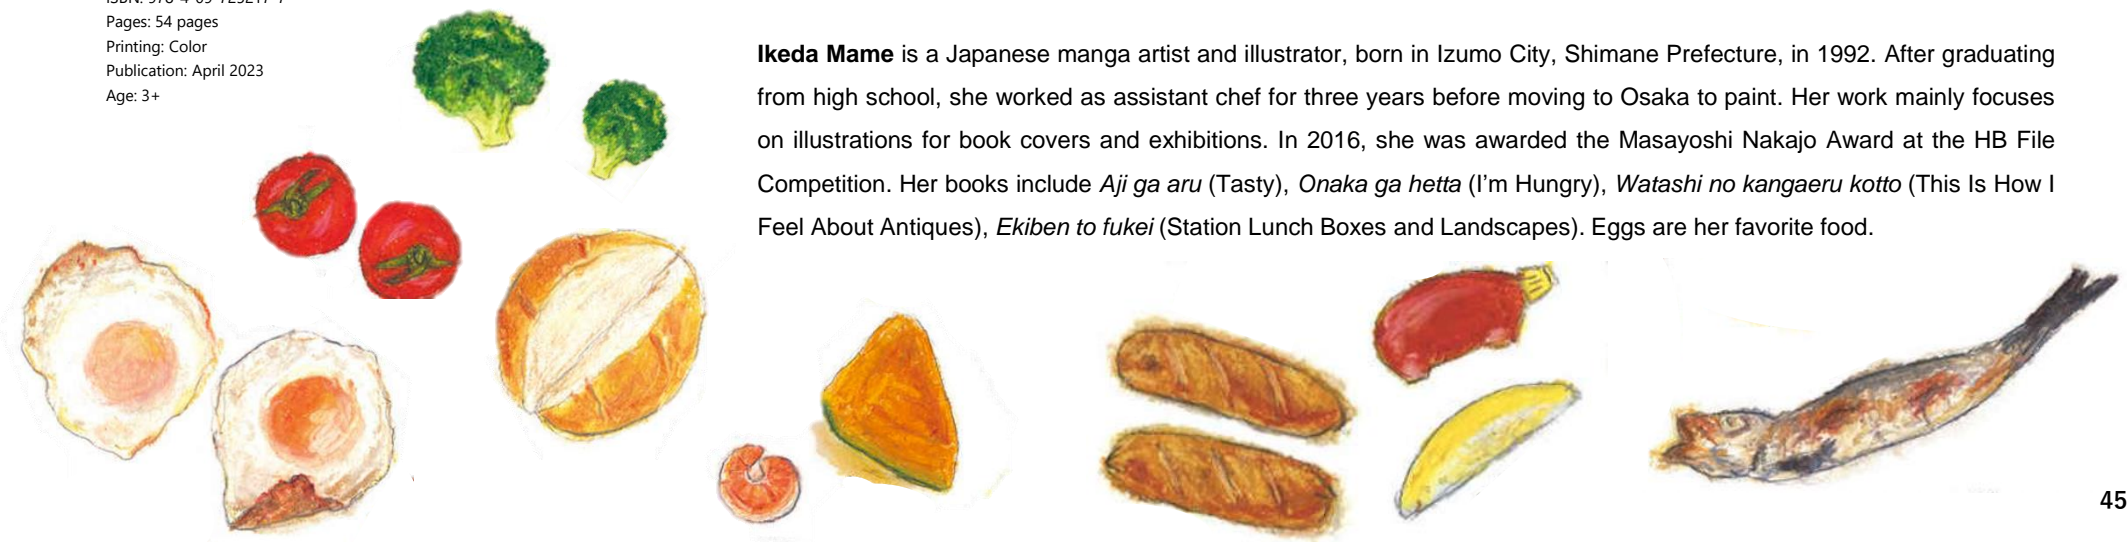 Pages: 54 pages
Printing: Color
Publication: April 2023
Age: 3+
Ikeda Mame is a Japanese manga artist and illustrator, born in Izumo City, Shimane Prefecture, in 1992. After graduating
from high school, she worked as assistant chef for three years before moving to Osaka to paint. Her work mainly focuses
on illustrations for book covers and exhibitions. In 2016, she was awarded the Masayoshi Nakajo Award at the HB File
Competition. Her books include Aji ga aru (Tasty), Onaka ga hetta (I'm Hungry), Watashi no kangaeru kotto (This Is How I
Feel About Antiques), Ekiben to fukei (Station Lunch Boxes and Landscapes). Eggs are her favorite food.
45